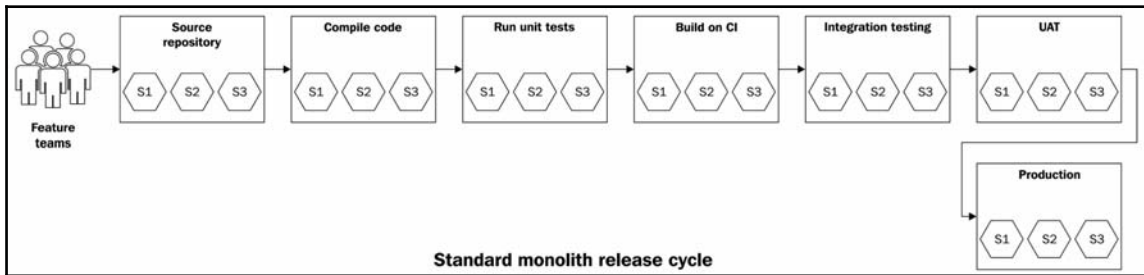 Feature
teams
Source
repository
S1 S2 S3
Compile code
S1 S2 S3
Run unit tests
S1 S2 S3
Build on CI
S1 S2 S3
Integration testing
S1 S2 S3
UAT
S1 S2 S3
Production
S1 S2 S3
Standard monolith release cycle